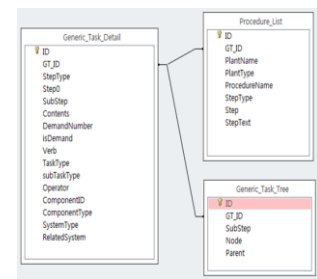 Generic_Task_Detail
ID
GT_ID
StepType
Step0
SubStep
Contents
DemandNumber
isDemand
Verb
TaskType
subTaskType
Operator
ComponentID
ComponentType
SystemType
RelatedSystem
Procedure_List
ID
GT_ID
PlantName
PlantType
ProcedureName
StepType
Step
StepText
Generic_Task_Tree
ID
GT_ID
SubStep
Node
Parent